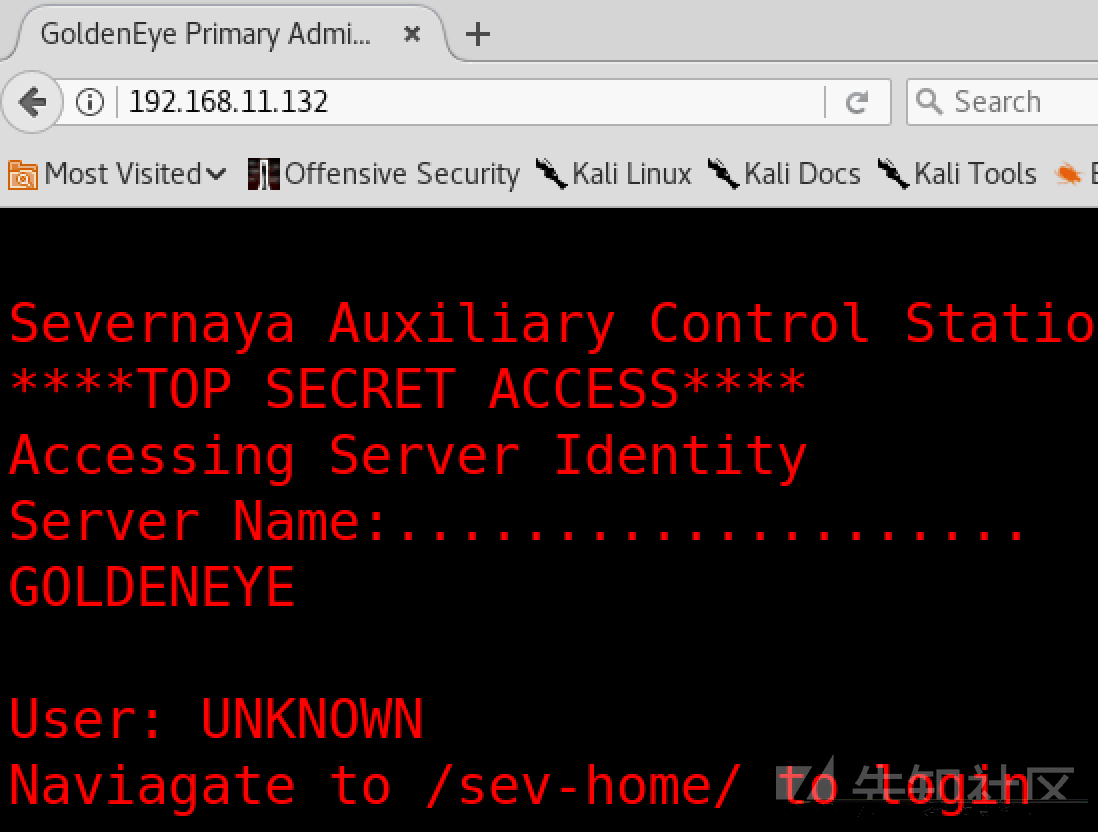 GoldenEye Primary Admi...
192.168.11.132
Search
Most Visited Offensive Security Kali Linux Kali Docs Kali Tools
Severnaya Auxiliary Control Statio
****TOP SECRET ACCESS****
Accessing Server Identity
Server Name:....................
GOLDENEYE
User: UNKNOWN
Naviagate to /sev-home/ to login
先知社区